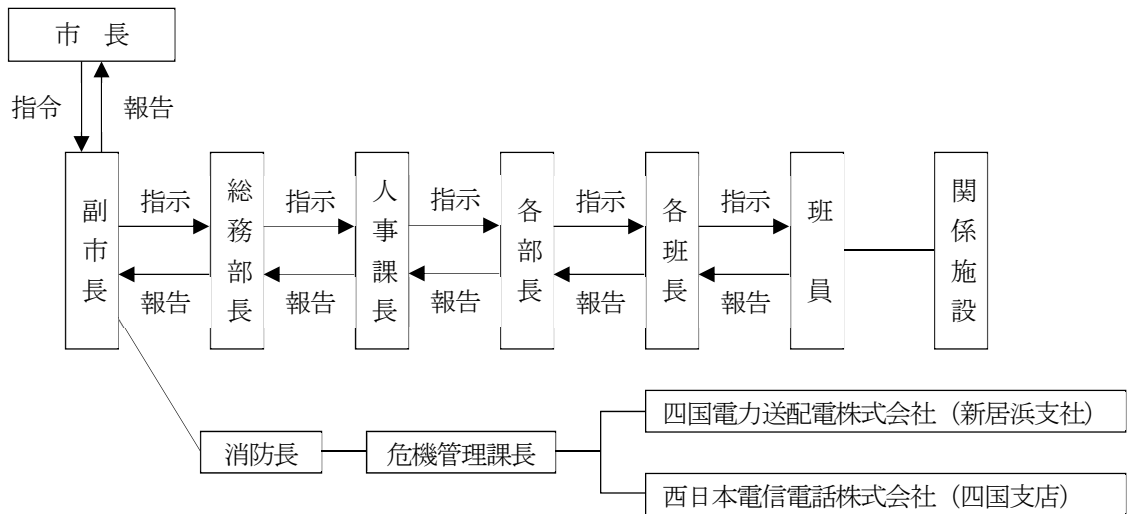 市　長
指令
報告
副市長
指示
報告
総務部長
指示
報告
人事課長
指示
報告
各部長
指示
報告
各班長
指示
報告
班　員
関係施設
消防長
危機管理課長
四国電力送配電株式会社（新居浜支社）
西日本電信電話株式会社（四国支店）